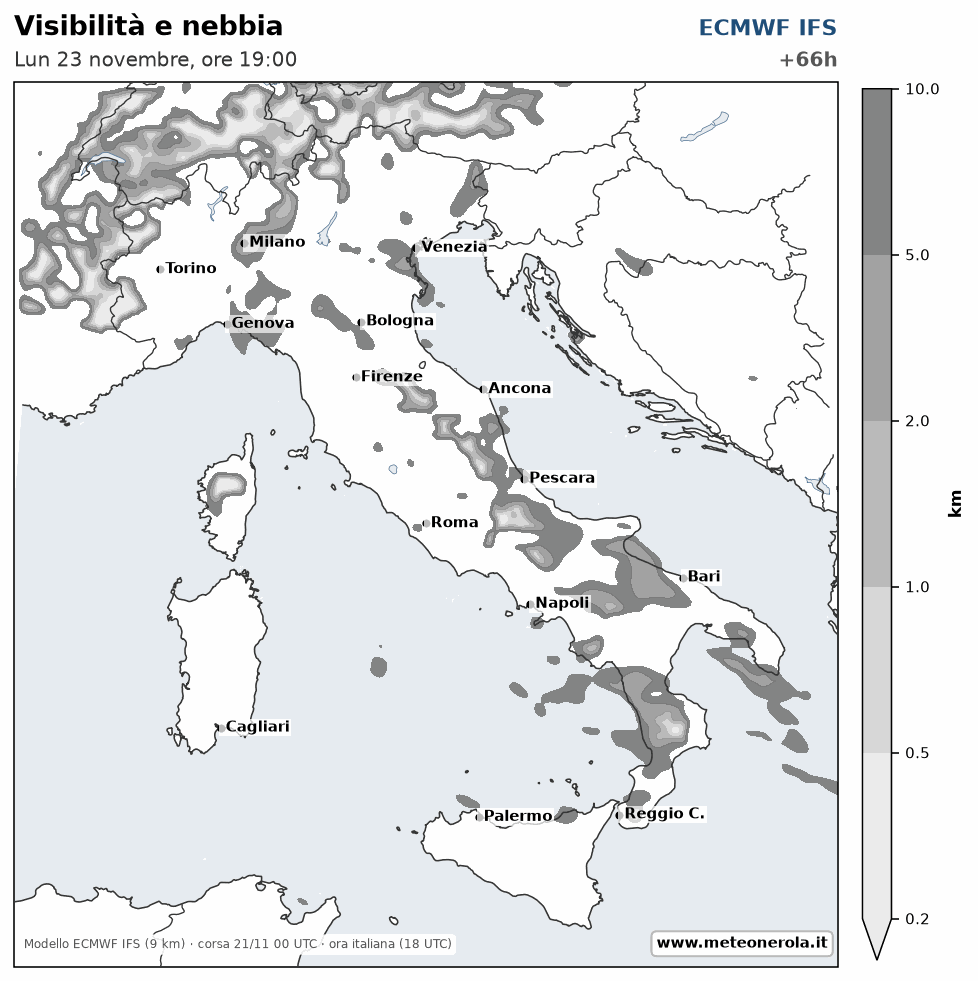 Visibilità e nebbia
ECMWF IFS
Lun 23 novembre, ore 19:00
+66h
10.0
5.0
2.0
1.0
0.5
0.2
km
Milano
Venezia
Torino
Genova
Bologna
Firenze
Ancona
Pescara
Roma
Bari
Napoli
Cagliari
Palermo
Reggio C.
Modello ECMWF IFS (9 km) · corsa 21/11 00 UTC · ora italiana (18 UTC)
www.meteonerola.it